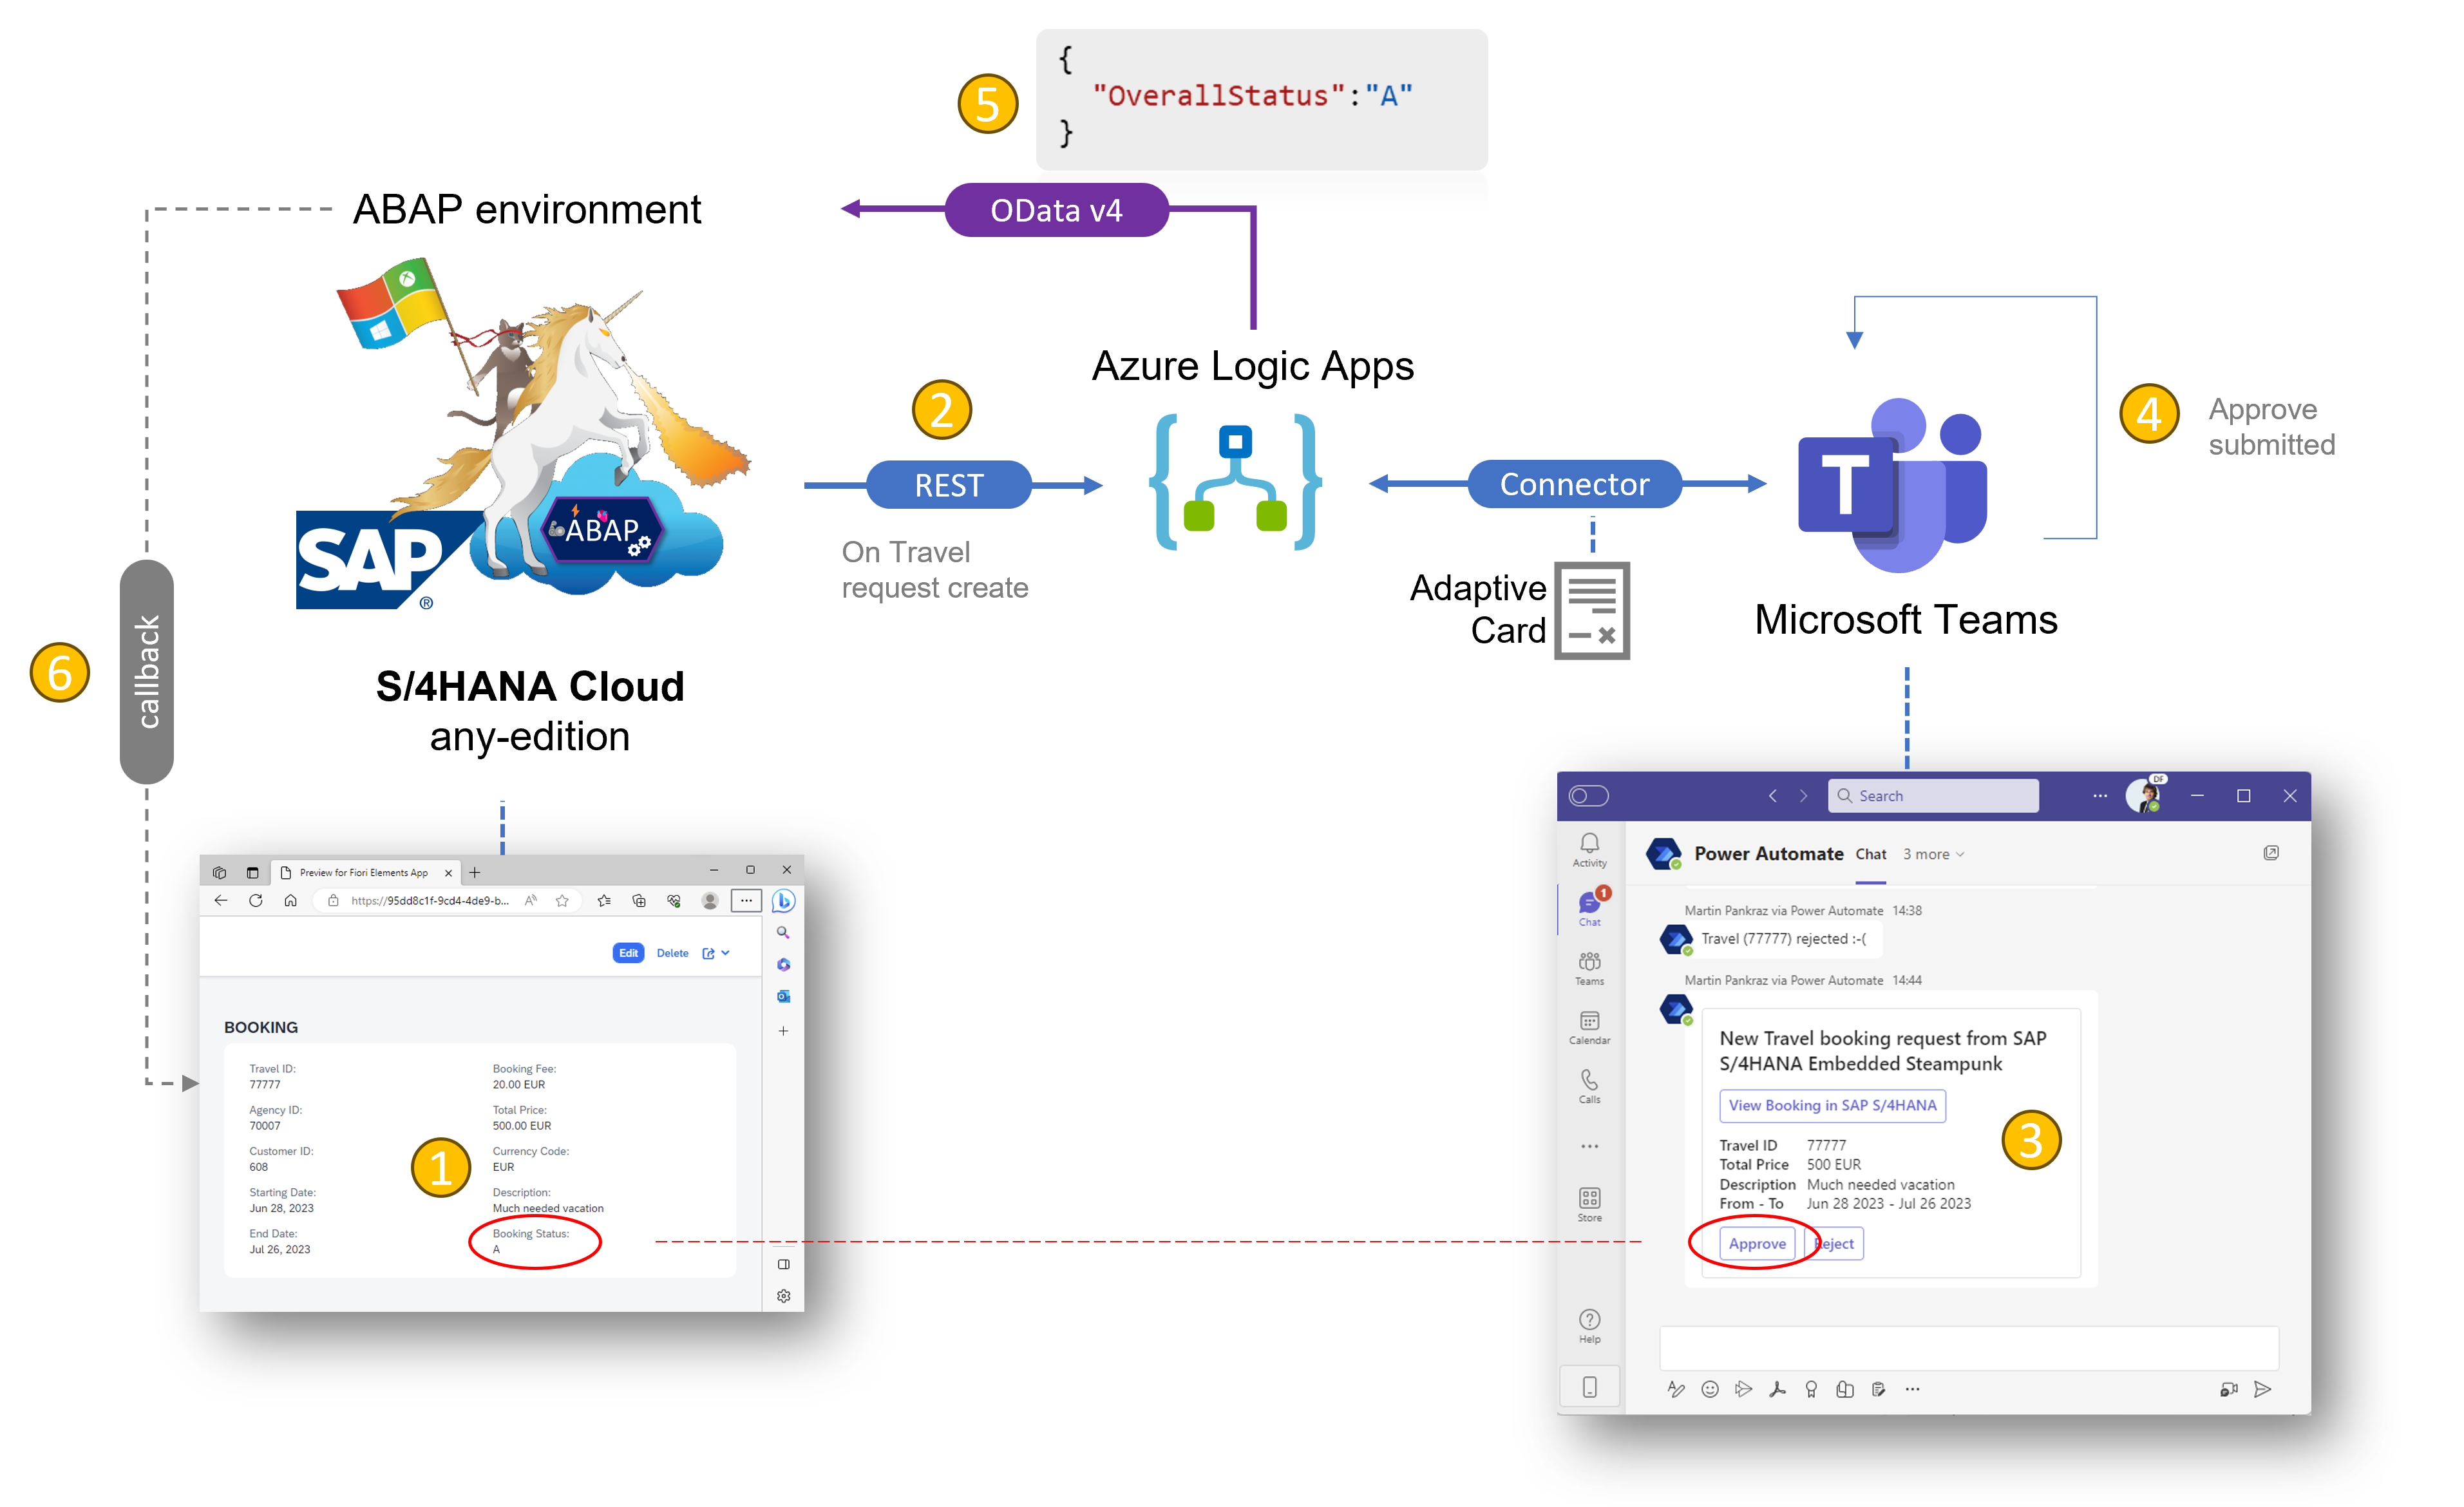 {
"OverallStatus":"A"
}
5
OData v4
ABAP environment
SAP
®
ABAP
S/4HANA Cloud
any-edition
2
REST
On Travel
request create
Azure Logic Apps
Connector
Adaptive
Card
T
Microsoft Teams
4
Approve
submitted
6
callback
Preview for Fiori Elements App
https://95dd8c1f-9cd4-4de9-b...
Edit
Delete
BOOKING
Travel ID:
77777
Agency ID:
70007
Customer ID:
608
Starting Date:
Jun 28, 2023
End Date:
Jul 26, 2023
1
Booking Fee:
20.00 EUR
Total Price:
500.00 EUR
Currency Code:
EUR
Description:
Much needed vacation
Booking Status:
A
Search
DF
Activity
1
Chat
Teams
Calendar
Calls
Store
Help
Power Automate Chat 3 more
Martin Pankraz via Power Automate 14:38
Travel (77777) rejected :-(
Martin Pankraz via Power Automate 14:44
New Travel booking request from SAP
S/4HANA Embedded Steampunk
View Booking in SAP S/4HANA
3
Travel ID 77777
Total Price 500 EUR
Description Much needed vacation
From - To Jun 28 2023 - Jul 26 2023
Approve
Reject